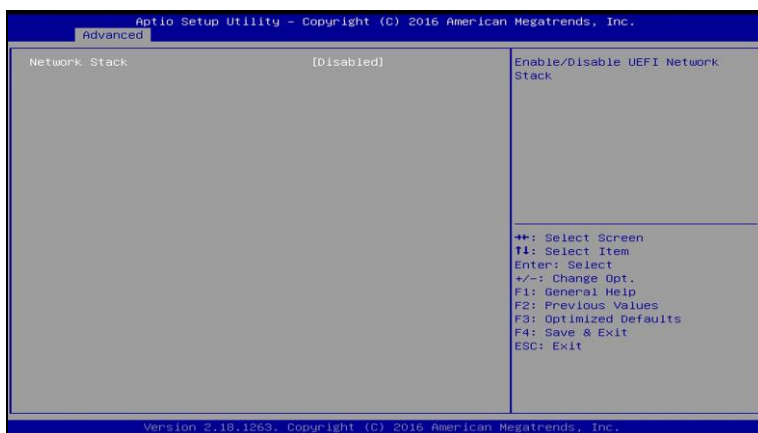 Aptio Setup Utility – Copyright (C) 2016 American Megatrends, Inc.
Advanced
Network Stack [Disabled]
Enable/Disable UEFI Network
Stack
→←: Select Screen
↑↓: Select Item
Enter: Select
+/-: Change Opt.
F1: General Help
F2: Previous Values
F3: Optimized Defaults
F4: Save & Exit
ESC: Exit
Version 2.18.1263. Copyright (C) 2016 American Megatrends, Inc.